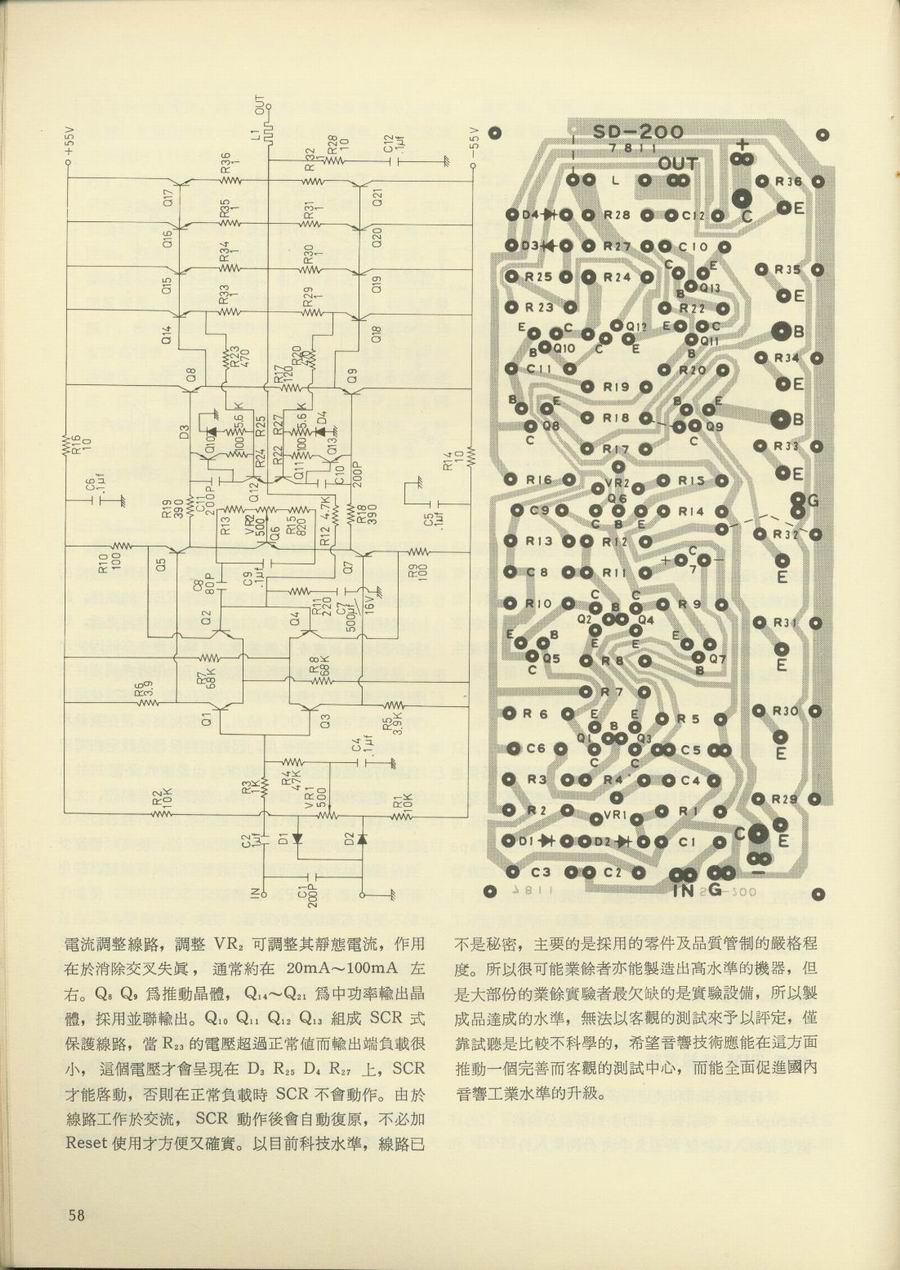 +55V
OUT
L1
-55V
Q17
R36
1
R32
1
R28
10
C12
.1µf
Q21
Q16
R35
1
R31
1
Q20
Q15
R34
1
R30
1
Q19
Q14
R33
1
R29
1
Q18
R23
470
R20
R17
120
Q8
Q9
D3
Q10
100
5.6 K
R25
R27
100
5.6K
D4
R24
R22
Q11
Q13
R16
10
C6
.1µf
R19
390
C11
200P
Q12
C10
200P
R14
10
R13
VR2
500
Q6
R15
820
R12
4.7K
R18
390
C5
.1µf
R10
100
Q5
C9
.1µf
Q7
R9
100
C8
80P
R11
220
C7
500µf
16V
Q2
Q4
R7
68K
R8
68K
R6
3.9
Q1
Q3
R5
3.9K
R3
1K
R4
47K
C4
.1µf
R2
10K
VR1
500
R1
10K
C2
.1µf
D1
D2
IN
C1
200P
SD-200
7811
OUT
+
L
R36
E
C
D4
R28
C12
D3
R27
C10
R25
R24
C
E
B
Q13
R35
E
R23
R22
E
C
B
Q10
Q12
C
E
E
C
Q11
B
B
R34
C11
R20
E
R19
B
E
Q8
C
R18
B
E
C
Q9
B
R33
R17
E
R16
VR2
R15
Q6
G
C9
C
B
E
R14
R32
R13
R12
+
C
7
-
E
C8
R11
R10
C
B
Q2
Q4
E
E
R9
R31
E
B
Q5
C
R8
E
Q7
B
C
E
R7
R6
E
E
B
Q1
Q3
C
C
R5
R30
E
C6
C5
R3
R4
C4
R29
R2
VR1
R1
C
E
D1
D2
C1
C3
C2
-
7811
IN G
SD-200
電流調整線路，調整 VR₂ 可調整其靜態電流，作用
在於消除交叉失眞， 通常約在 20mA～100mA 左
右。Q₈ Q₉ 爲推動晶體， Q₁₄～Q₂₁ 爲中功率輸出晶
體，採用並聯輸出。Q₁₀ Q₁₁ Q₁₂ Q₁₃ 組成 SCR 式
保護線路，當 R₂₃ 的電壓超過正常値而輸出端負載很
小， 這個電壓才會呈現在 D₃ R₂₅ D₄ R₂₇ 上，SCR
才能啓動，否則在正常負載時 SCR 不會動作。由於
線路工作於交流， SCR 動作後會自動復原，不必加
Reset 使用才方便又確實。以目前科技水準，線路已
不是秘密，主要的是採用的零件及品質管制的嚴格程
度。所以很可能業餘者亦能製造出高水準的機器，但
是大部份的業餘實驗者最欠缺的是實驗設備，所以製
成品達成的水準，無法以客觀的測試來予以評定，僅
靠試聽是比較不科學的，希望音響技術應能在這方面
推動一個完善而客觀的測試中心，而能全面促進國內
音響工業水準的升級。
58